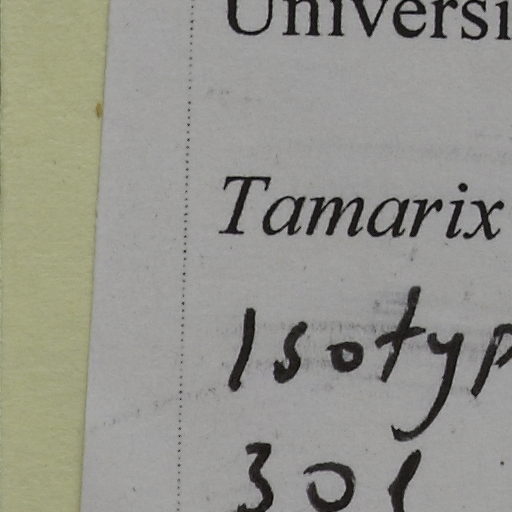 Universi
Tamarix
Isotyp
30